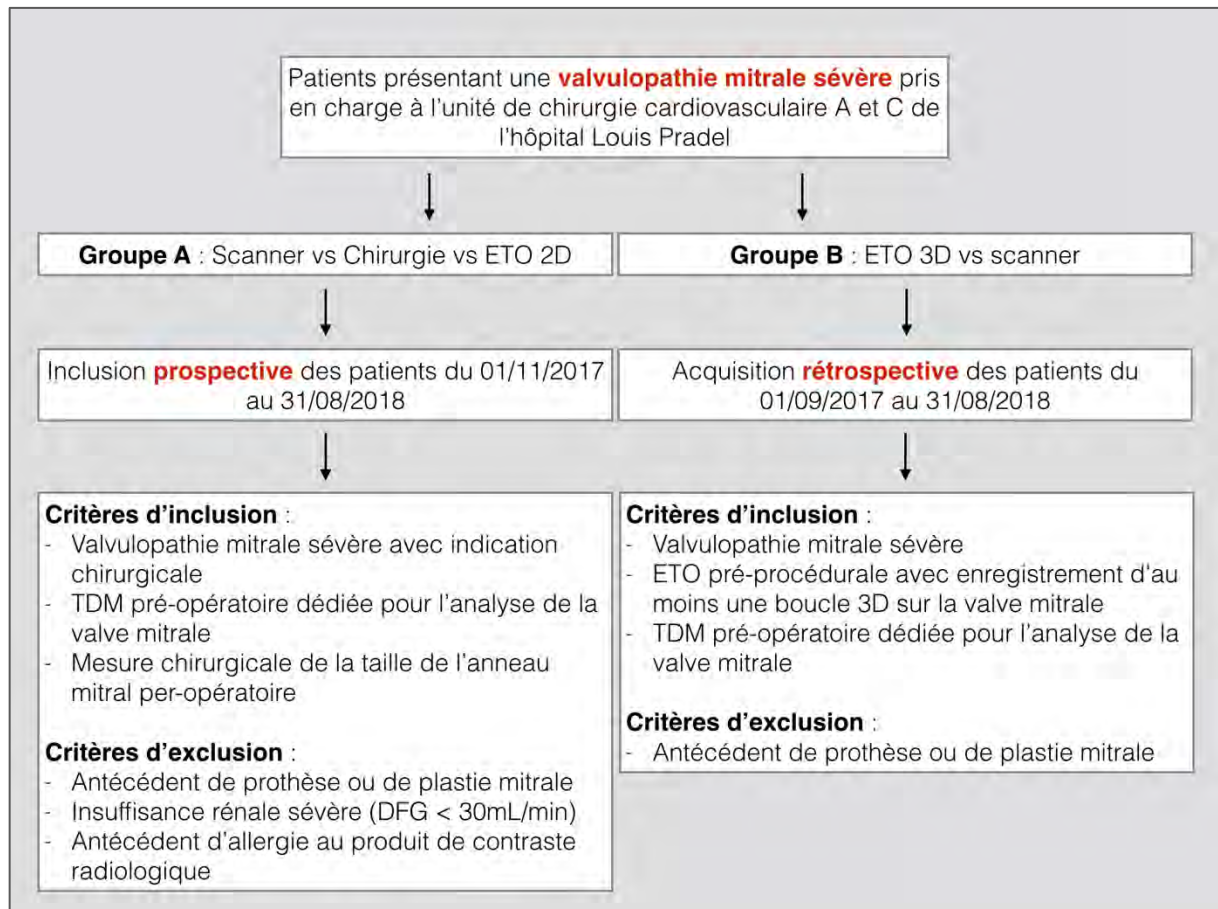 Patients présentant une valvulopathie mitrale sévère pris
en charge à l'unité de chirurgie cardiovasculaire A et C de
l'hôpital Louis Pradel
Groupe A : Scanner vs Chirurgie vs ETO 2D
Inclusion prospective des patients du 01/11/2017
au 31/08/2018
Critères d'inclusion :
- Valvulopathie mitrale sévère avec indication
chirurgicale
- TDM pré-opératoire dédiée pour l'analyse de la
valve mitrale
- Mesure chirurgicale de la taille de l'anneau
mitral per-opératoire
Critères d'exclusion :
- Antécédent de prothèse ou de plastie mitrale
- Insuffisance rénale sévère (DFG < 30mL/min)
- Antécédent d'allergie au produit de contraste
radiologique
Groupe B : ETO 3D vs scanner
Acquisition rétrospective des patients du
01/09/2017 au 31/08/2018
Critères d'inclusion :
- Valvulopathie mitrale sévère
- ETO pré-procédurale avec enregistrement d'au
moins une boucle 3D sur la valve mitrale
- TDM pré-opératoire dédiée pour l'analyse de la
valve mitrale
Critères d'exclusion :
- Antécédent de prothèse ou de plastie mitrale